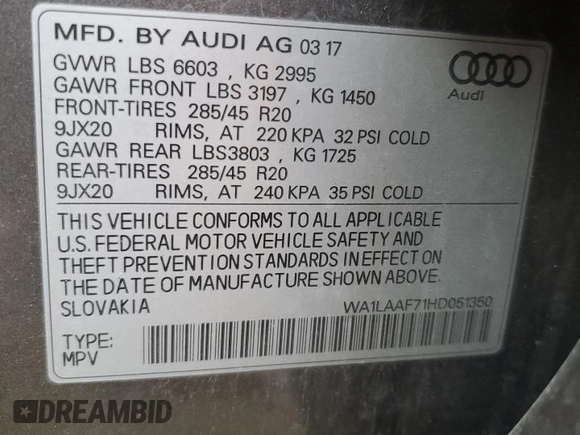 MFD. BY AUDI AG 03 17
GVWR LBS 6603 , KG 2995
GAWR FRONT LBS 3197 , KG 1450
FRONT-TIRES 285/45 R20
9JX20 RIMS, AT 220 KPA 32 PSI COLD
GAWR REAR LBS3803 , KG 1725
REAR-TIRES 285/45 R20
9JX20 RIMS, AT 240 KPA 35 PSI COLD
Audi
THIS VEHICLE CONFORMS TO ALL APPLICABLE
U.S. FEDERAL MOTOR VEHICLE SAFETY AND
THEFT PREVENTION STANDARDS IN EFFECT ON
THE DATE OF MANUFACTURE SHOWN ABOVE.
SLOVAKIA WA1LAAF71HD051350
TYPE:
MPV
DREAMBID